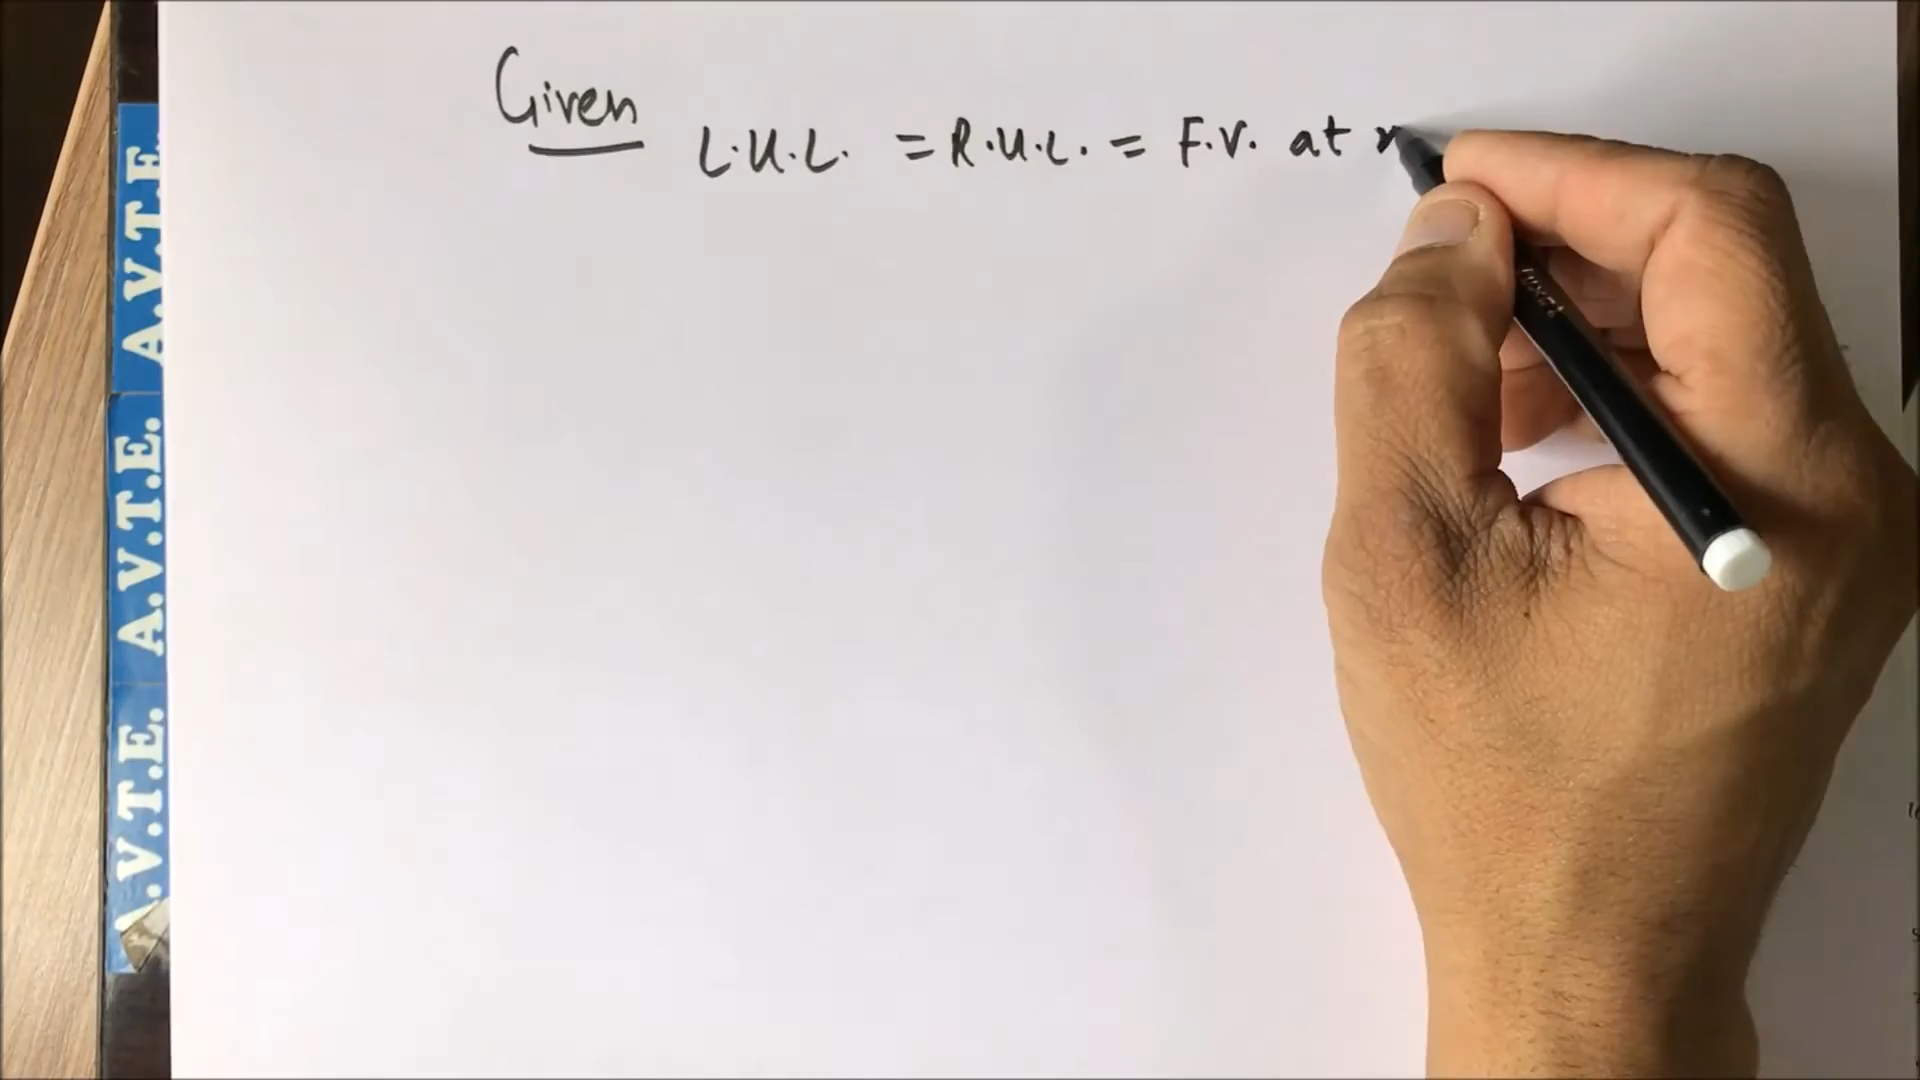 Given
L.H.L. = R.H.L. = F.V. at x
A.V.T.E.
A.V.T.E.
A.V.T.E.